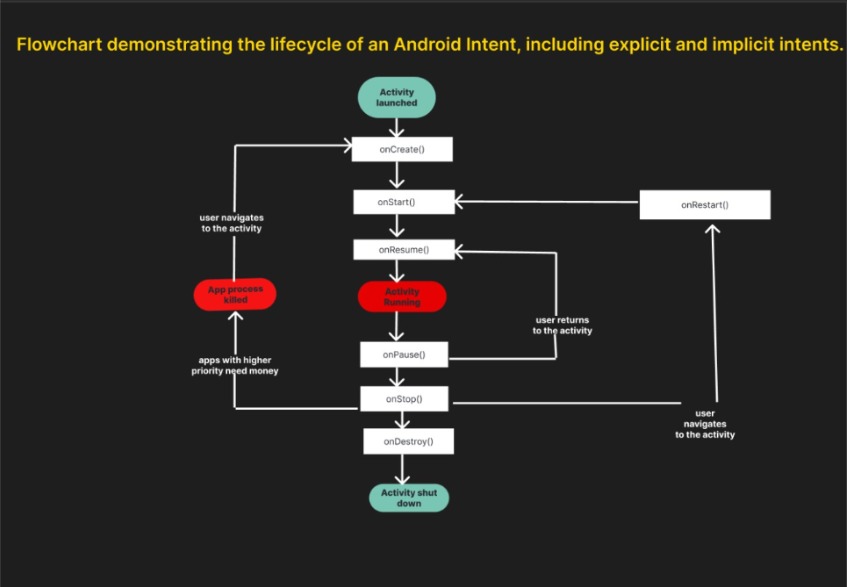 Flowchart demonstrating the lifecycle of an Android Intent, including explicit and implicit intents.
Activity
launched
onCreate()
onStart()
onRestart()
user navigates
to the activity
onResume()
App process
killed
Activity
Running
user returns
to the activity
onPause()
apps with higher
priority need money
onStop()
user
navigates
to the activity
onDestroy()
Activity shut
down